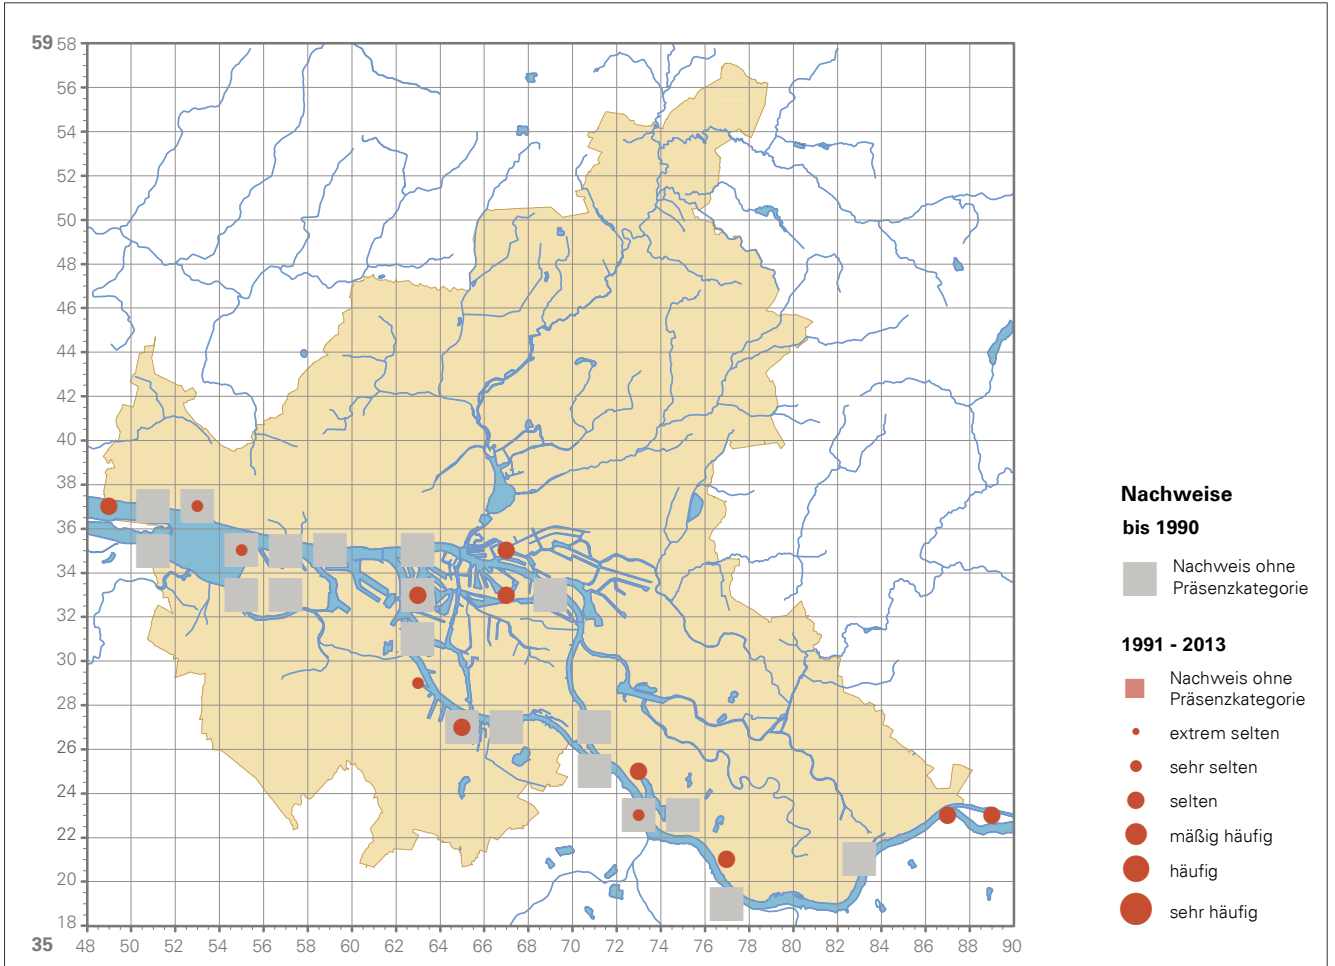 59 58
56
54
52
50
48
46
44
42
40
38
36
34
32
30
28
26
24
22
20
18
35
48 50 52 54 56 58 60 62 64 66 68 70 72 74 76 78 80 82 84 86 88 90
Nachweise
bis 1990
Nachweis ohne
Präsenzkategorie
1991 - 2013
Nachweis ohne
Präsenzkategorie
extrem selten
sehr selten
selten
mäßig häufig
häufig
sehr häufig